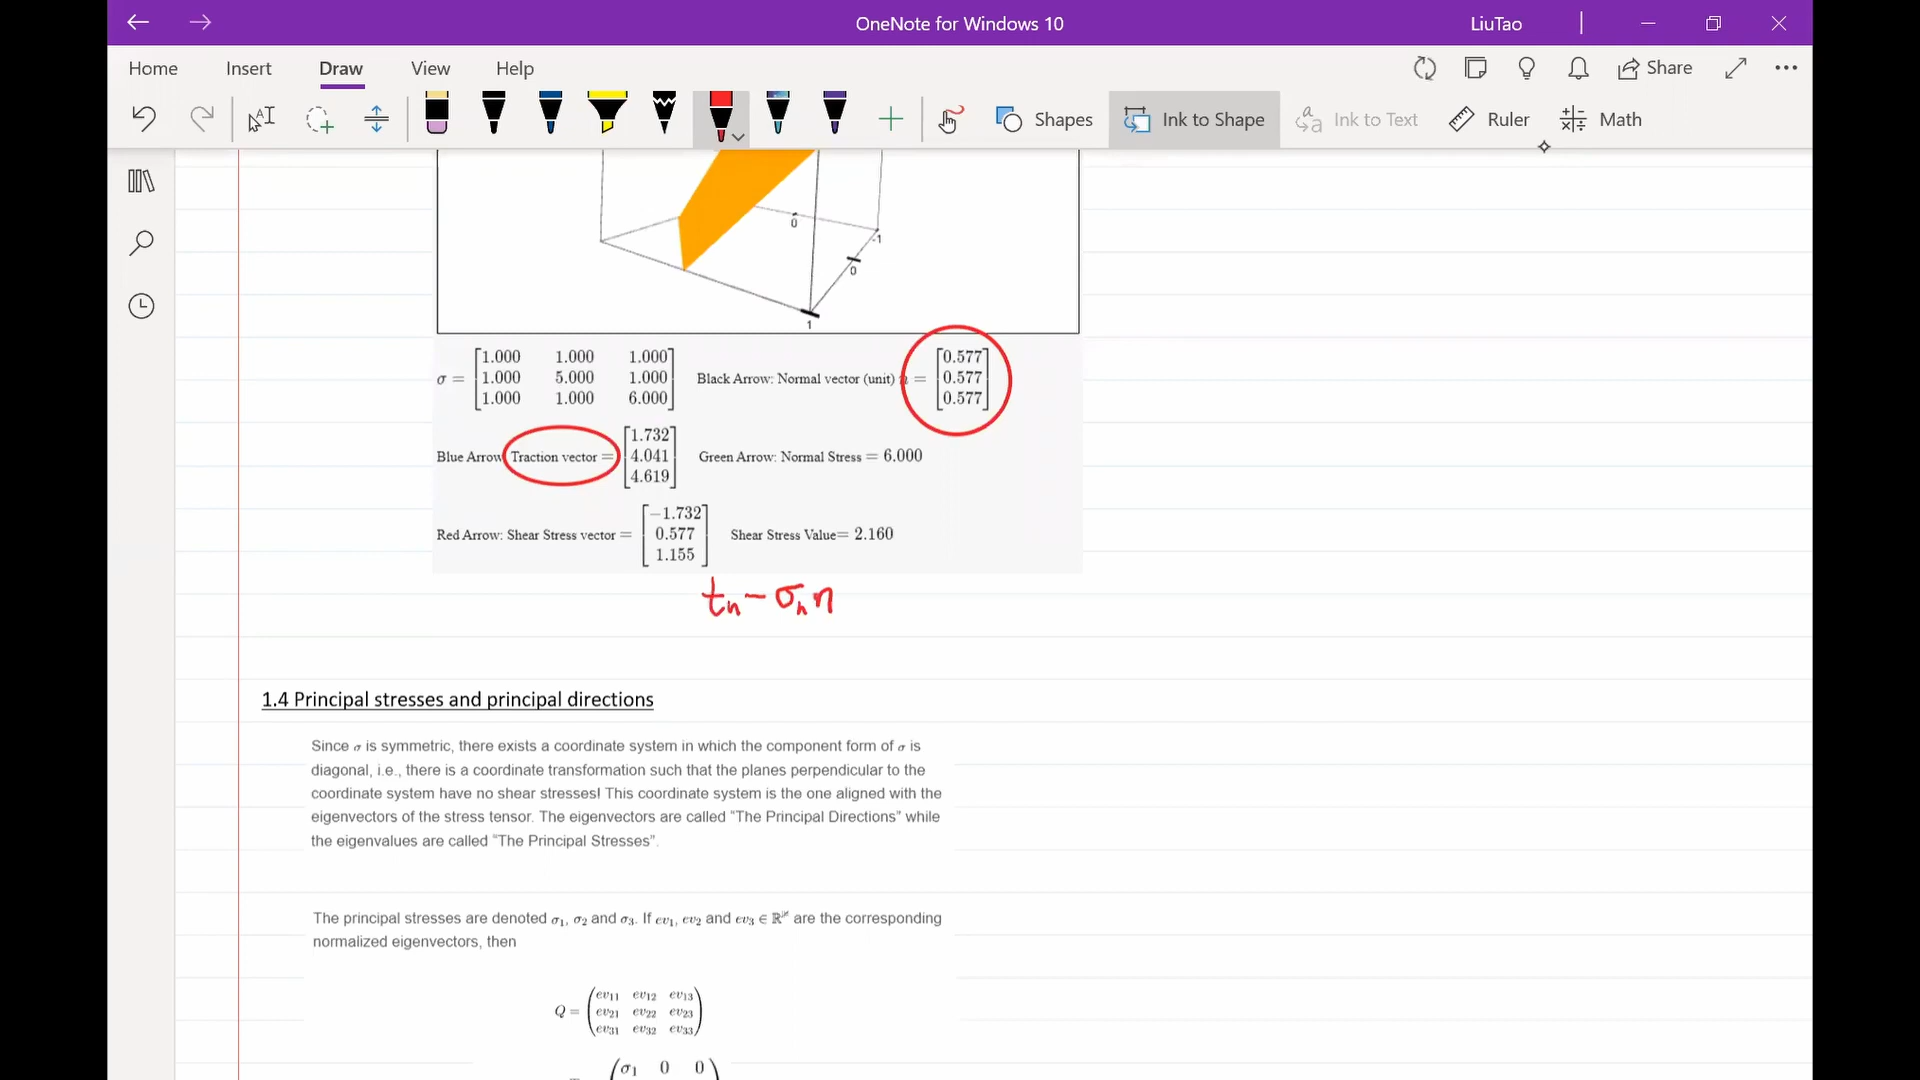 OneNote for Windows 10
LiuTao
Home Insert Draw View Help
Share
Shapes Ink to Shape Ink to Text Ruler Math
0
-1
0
1
σ = [1.000 1.000 1.000
1.000 5.000 1.000
1.000 1.000 6.000]
Black Arrow: Normal vector (unit) n = [0.577
0.577
0.577]
Blue Arrow Traction vector = [1.732
4.041
4.619]
Green Arrow: Normal Stress = 6.000
Red Arrow: Shear Stress vector = [-1.732
0.577
1.155]
Shear Stress Value= 2.160
tₙ - σₙ n
1.4 Principal stresses and principal directions
Since σ is symmetric, there exists a coordinate system in which the component form of σ is
diagonal, i.e., there is a coordinate transformation such that the planes perpendicular to the
coordinate system have no shear stresses! This coordinate system is the one aligned with the
eigenvectors of the stress tensor. The eigenvectors are called "The Principal Directions" while
the eigenvalues are called "The Principal Stresses".
The principal stresses are denoted σ₁, σ₂ and σ₃. If ev₁, ev₂ and ev₃ ∈ ℝ are the corresponding
normalized eigenvectors, then
Q = (ev₁₁ ev₁₂ ev₁₃
ev₂₁ ev₂₂ ev₂₃
ev₃₁ ev₃₂ ev₃₃)
(σ₁ 0 0)